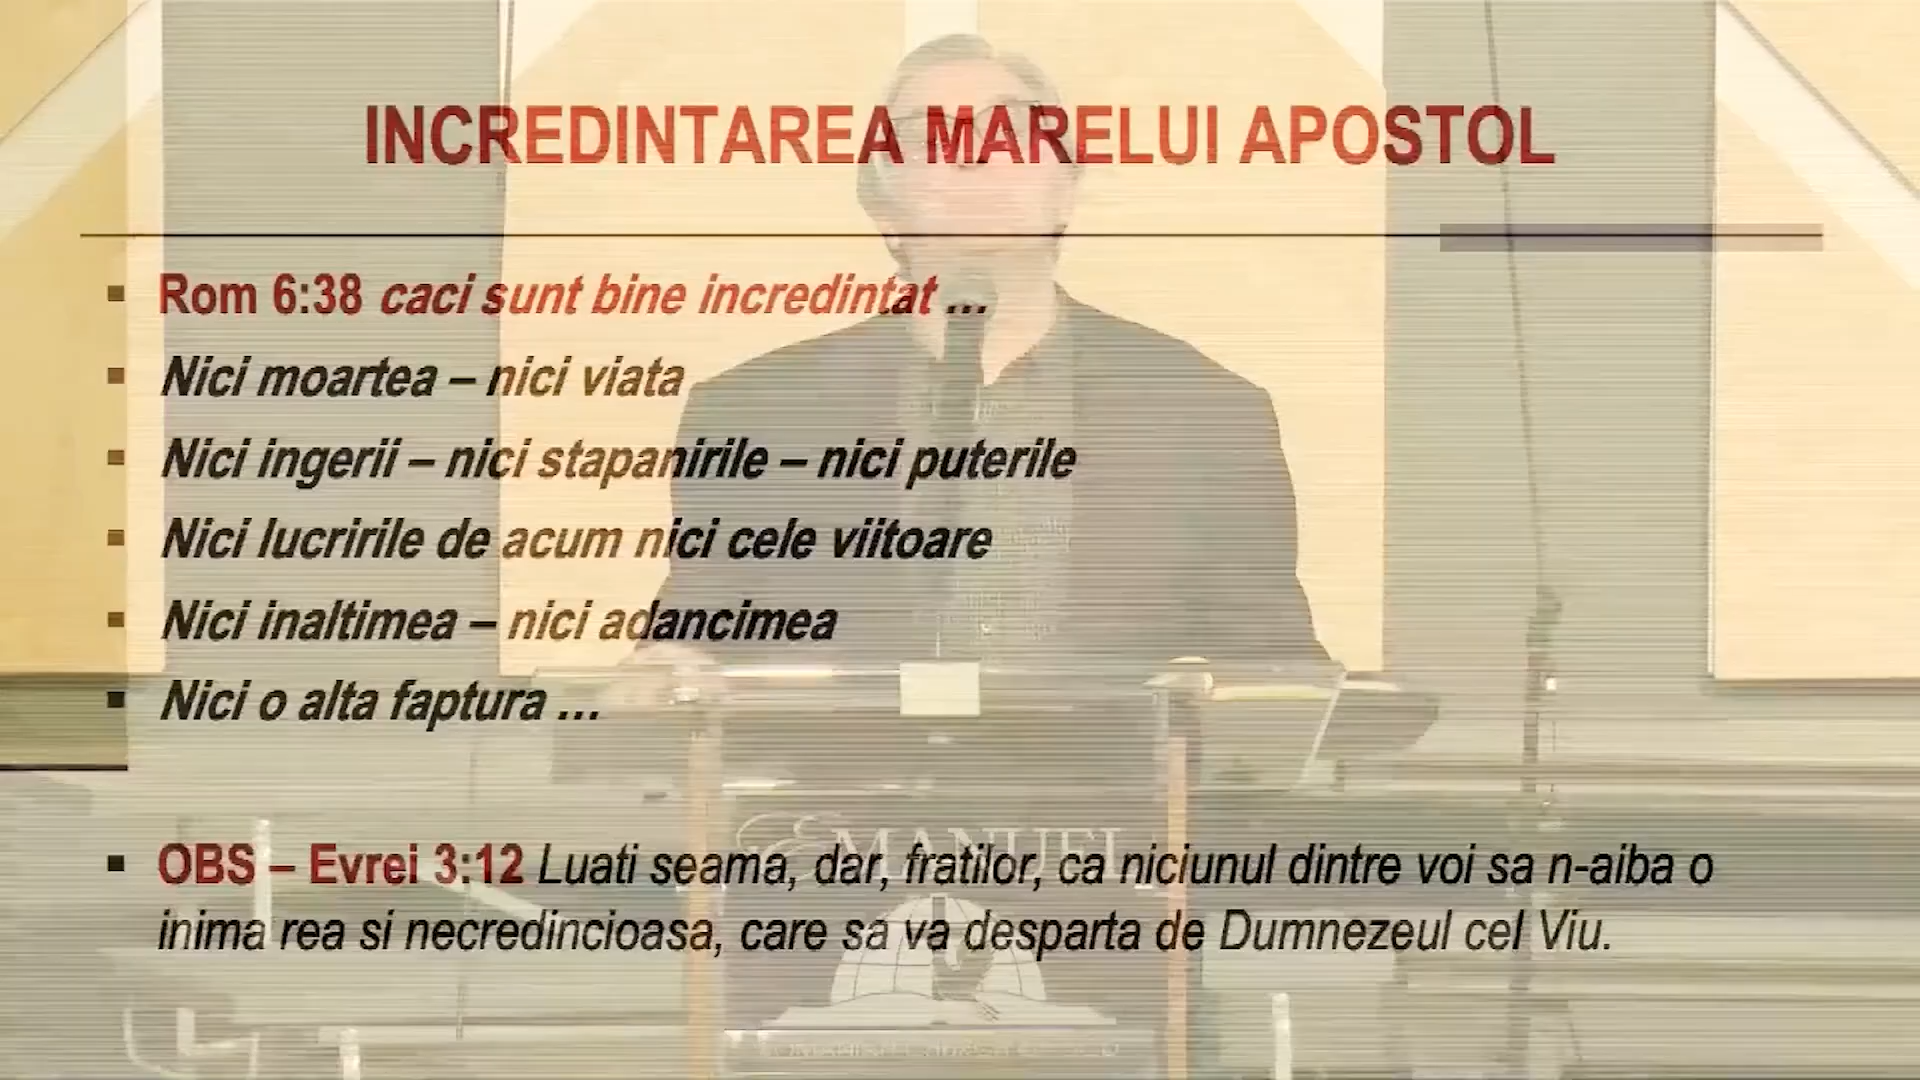 INCREDINTAREA MARELUI APOSTOL
Rom 6:38 caci sunt bine incredintat ...
Nici moartea – nici viata
Nici ingerii – nici stapanirile – nici puterile
Nici lucririle de acum nici cele viitoare
Nici inaltimea – nici adancimea
Nici o alta faptura ...
OBS – Evrei 3:12 Luati seama, dar, fratilor, ca niciunul dintre voi sa n-aiba o
inima rea si necredincioasa, care sa va desparta de Dumnezeul cel Viu.
EMANUEL